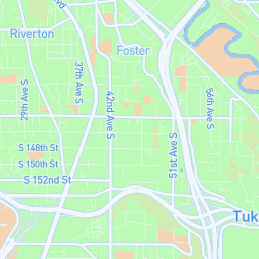 vd
Riverton
Foster
37th Ave S
29th Ave S
42nd Ave S
56th Ave S
S 148th St
51st Ave S
S 150th St
S 152nd St
Tuk